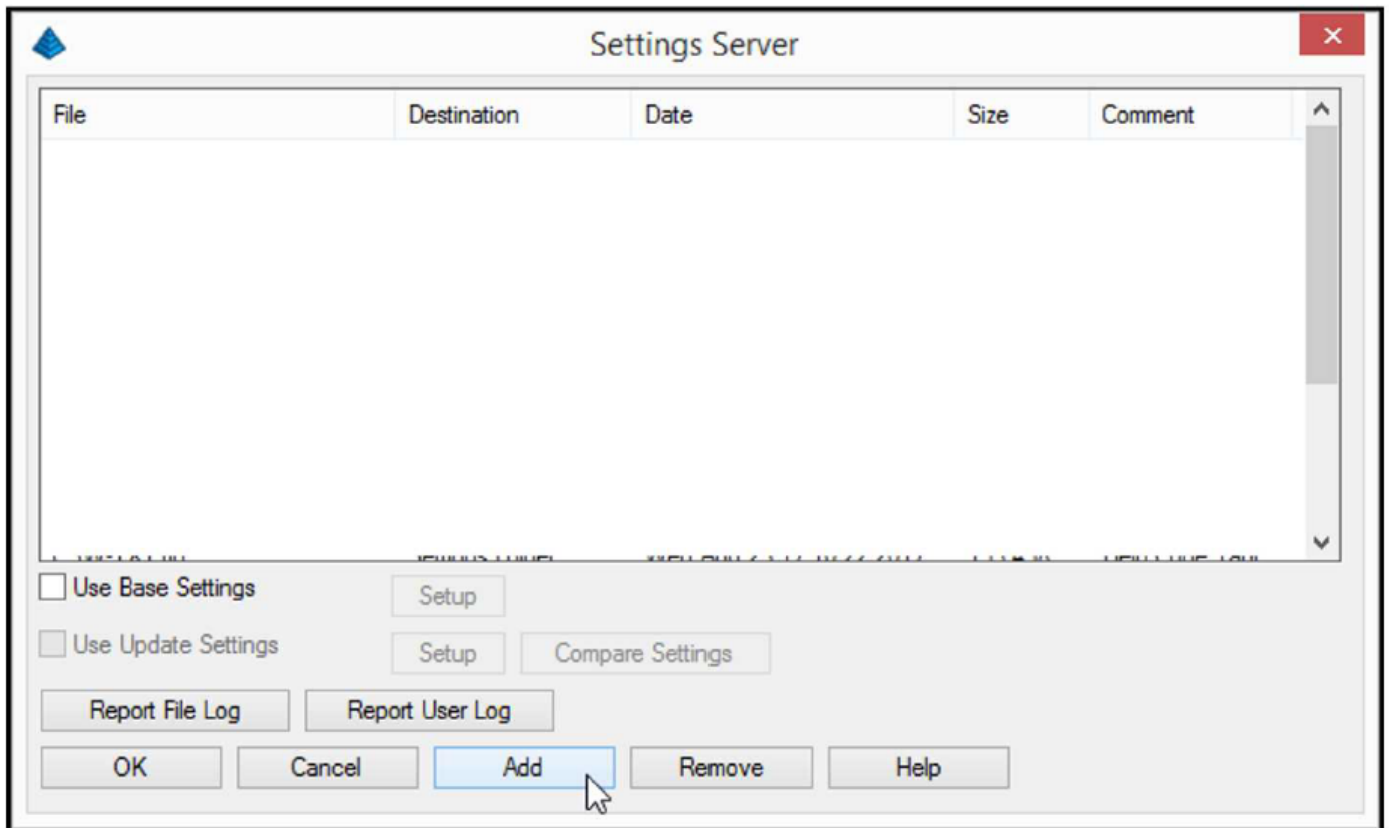 Settings Server
File Destination Date Size Comment
Use Base Settings Setup
Use Update Settings Setup Compare Settings
Report File Log Report User Log
OK Cancel Add Remove Help